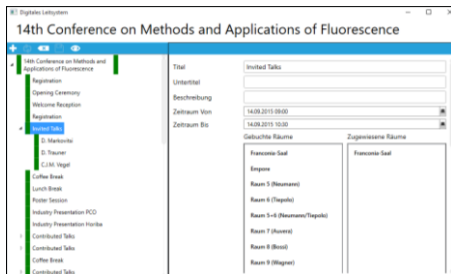 Digitales Leitsystem
14th Conference on Methods and Applications of Fluorescence
14th Conference on Methods and
Applications of Fluorescence
Registration
Opening Ceremony
Welcome Reception
Registration
Invited Talks
D. Markovitsi
D. Trauner
C.J.M. Vegel
Coffee Break
Lunch Break
Poster Session
Industry Presentation PCO
Industry Presentation Horiba
Contributed Talks
Contributed Talks
Coffee Break
Contributed Talks
Titel
Invited Talks
Untertitel
Beschreibung
Zeitraum Von
14.09.2015 09:00
Zeitraum Bis
14.09.2015 10:30
Gebuchte Räume
Zugewiesene Räume
Franconia-Saal
Empore
Raum 5 (Neumann)
Raum 6 (Tiepolo)
Raum 5+6 (Neumann/Tiepolo)
Raum 7 (Auvera)
Raum 8 (Bossi)
Raum 9 (Wagner)
Franconia-Saal